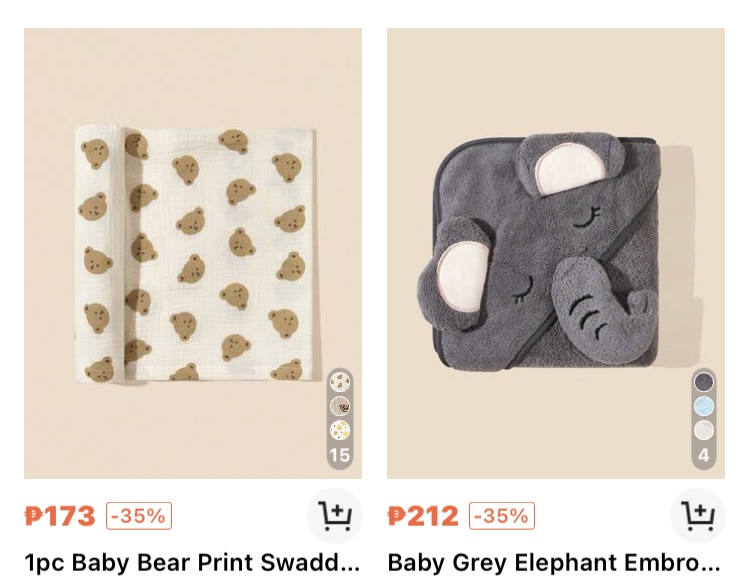 15
4
₱173 -35%
₱212 -35%
1pc Baby Bear Print Swadd...
Baby Grey Elephant Embro...